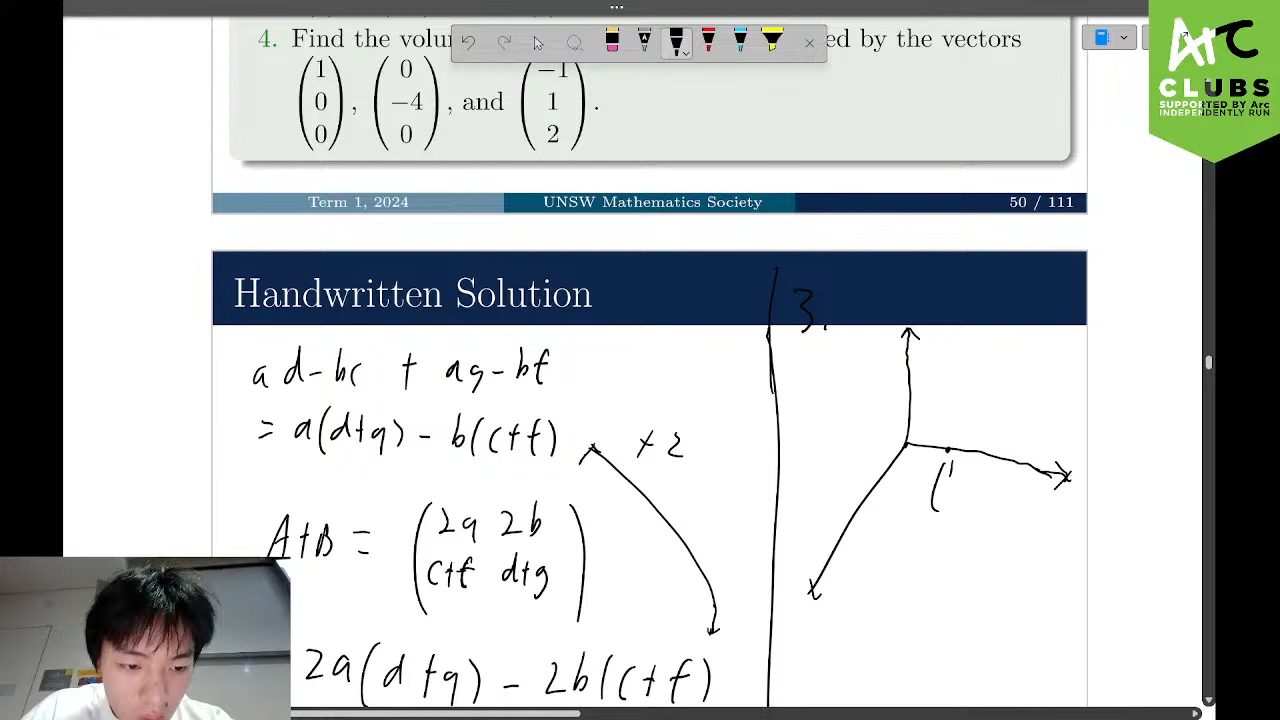 4. Find the volu
ed by the vectors
(1 0 0), (0 −4 0), and (−1 1 2).
Term 1, 2024 UNSW Mathematics Society 50 / 111
ARC
CLUBS
SUPPORTED BY Arc
INDEPENDENTLY RUN
Handwritten Solution
ad-bc + ag-bf
= a(d+g) - b(c+f) × 2
A+B = (2a 2b
c+f d+g)
2a(d+g) - 2b(c+f)
3.